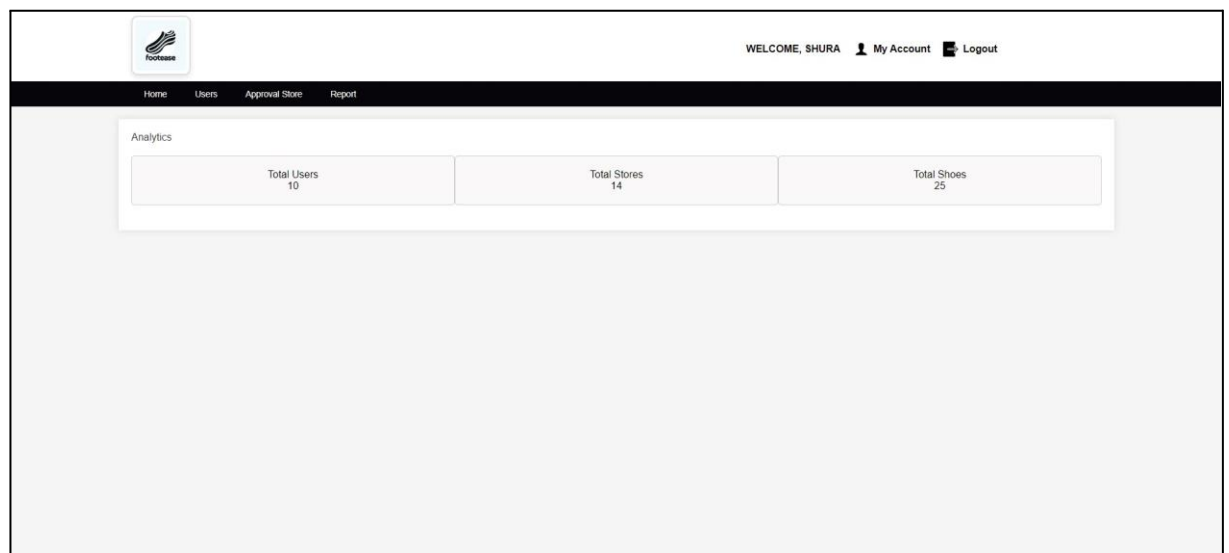 footease
WELCOME, SHURA My Account Logout
Home Users Approval Store Report
Analytics
Total Users
10
Total Stores
14
Total Shoes
25